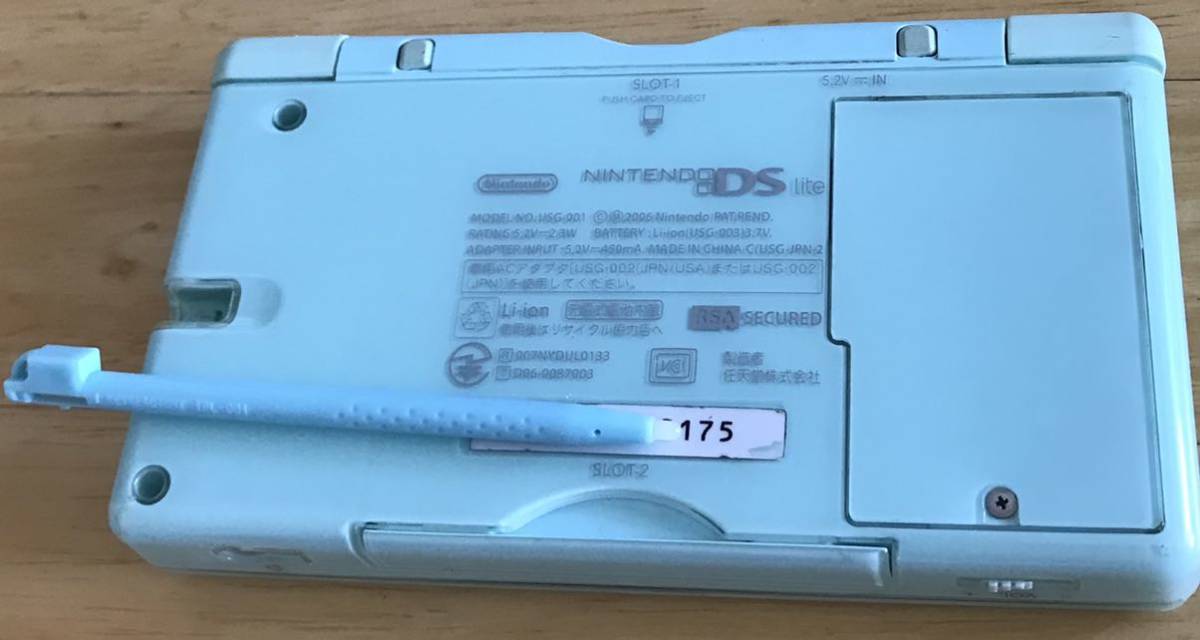 SLOT-1
PUSH CARD TO EJECT
5.2V ⎓ IN
Nintendo
NINTENDO DS lite
MODEL NO. USG-001 ©Ⓜ 2006 Nintendo PAT.PEND.
RATING 5.2V⎓2.3W BATTERY : Li-ion(USG-003)3.7V.
ADAPTER INPUT : 5.2V⎓450mA MADE IN CHINA C/USG-JPN-2
専用ACアダプタ[USG-002(JPN/USA)またはUSG-002
(JPN)]を使用してください。
Li-ion
使用後はリサイクル協力店へ
RSA SECURED
007NYDUL0133
D06-0087003
VCI
製造者
任天堂株式会社
175
SLOT-2